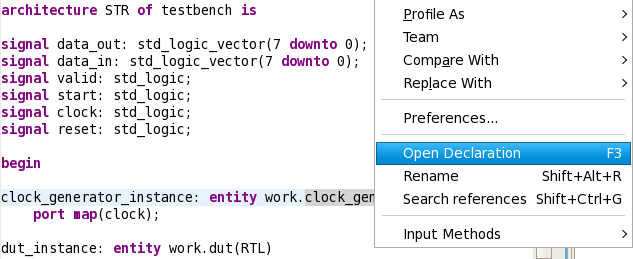 architecture STR of testbench is
signal data_out: std_logic_vector(7 downto 0);
signal data_in: std_logic_vector(7 downto 0);
signal valid: std_logic;
signal start: std_logic;
signal clock: std_logic;
signal reset: std_logic;
begin
clock_generator_instance: entity work.clock_gen
port map(clock);
dut_instance: entity work.dut(RTL)
Profile As
Team
Compare With
Replace With
Preferences...
Open Declaration F3
Rename Shift+Alt+R
Search references Shift+Ctrl+G
Input Methods